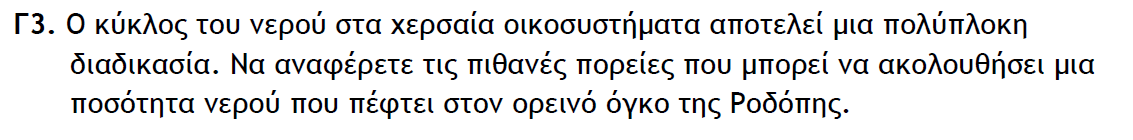 Γ3. Ο κύκλος του νερού στα χερσαία οικοσυστήματα αποτελεί μια πολύπλοκη
διαδικασία. Να αναφέρετε τις πιθανές πορείες που μπορεί να ακολουθήσει μια
ποσότητα νερού που πέφτει στον ορεινό όγκο της Ροδόπης.